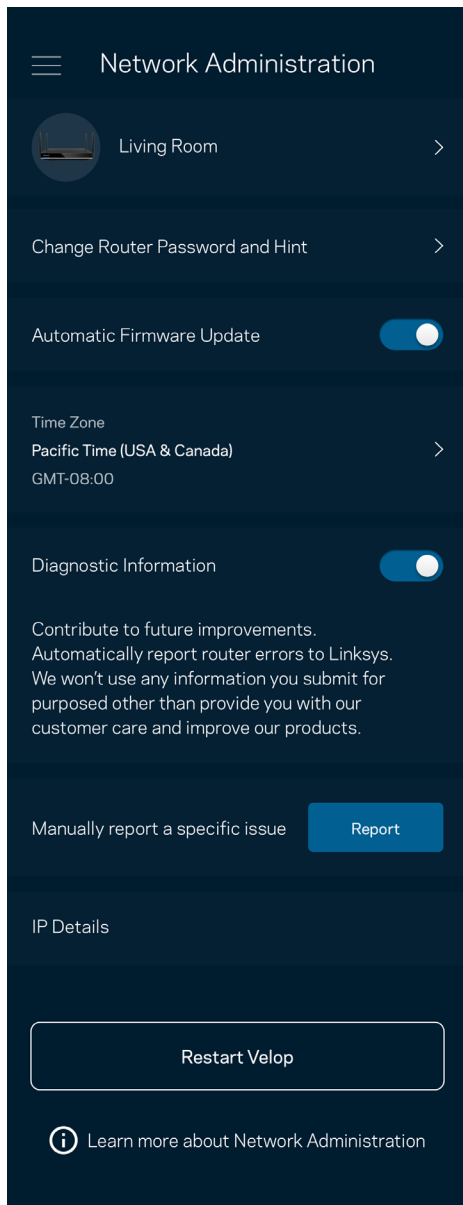 Network Administration
Living Room
Change Router Password and Hint
Automatic Firmware Update
Time Zone
Pacific Time (USA & Canada)
GMT-08:00
Diagnostic Information
Contribute to future improvements.
Automatically report router errors to Linksys.
We won't use any information you submit for
purposed other than provide you with our
customer care and improve our products.
Manually report a specific issue
Report
IP Details
Restart Velop
Learn more about Network Administration